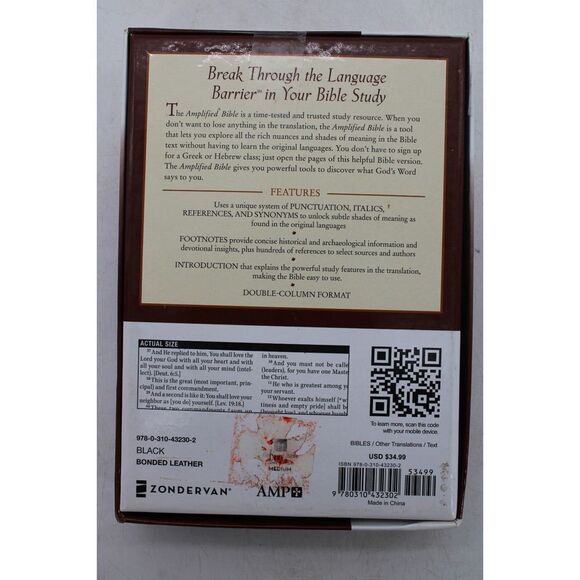 Break Through the Language
Barrier™ in Your Bible Study
The Amplified® Bible is a time-tested and trusted study resource. When you
don't want to lose anything in the translation, the Amplified Bible is a tool
that lets you explore all the rich nuances and shades of meaning in the Bible
text without having to learn the original languages. You don't have to sign up
for a Greek or Hebrew class; just open the pages of this helpful Bible version.
The Amplified Bible gives you powerful tools to discover what God's Word
says to you.
FEATURES
Uses a unique system of PUNCTUATION, ITALICS,
REFERENCES, AND SYNONYMS to unlock subtle shades of meaning as
found in the original languages
FOOTNOTES provide concise historical and archaeological information and
devotional insights, plus hundreds of references to select sources and authors
INTRODUCTION that explains the powerful study features in the translation,
making the Bible easy to use.
DOUBLE-COLUMN FORMAT
ACTUAL SIZE
37 And He replied to him, You shall love the
Lord your God with all your heart and with
all your soul and with all your mind (intel-
lect). [Deut. 6:5.]
38 This is the great (most important, prin-
cipal) and first commandment.
39 And a second is like it: You shall love your
neighbor as [you do] yourself. [Lev. 19:18.]
40 These two commandments
in heaven.
10 And you must not be calle
(leaders), for you have one Maste
the Christ.
11 He who is greatest among y
your servant.
12 Whoever exalts himself [
tiness and empty pride] shall b
To learn more, scan this code
with your mobile device.
BIBLES / Other Translations / Text
USD $34.99
978-0-310-43230-2
BLACK
BONDED LEATHER
MEDIUM
ZONDERVAN®
AMP
ISBN 978-0-310-43230-2
53499
9 780310 432302
Made in China